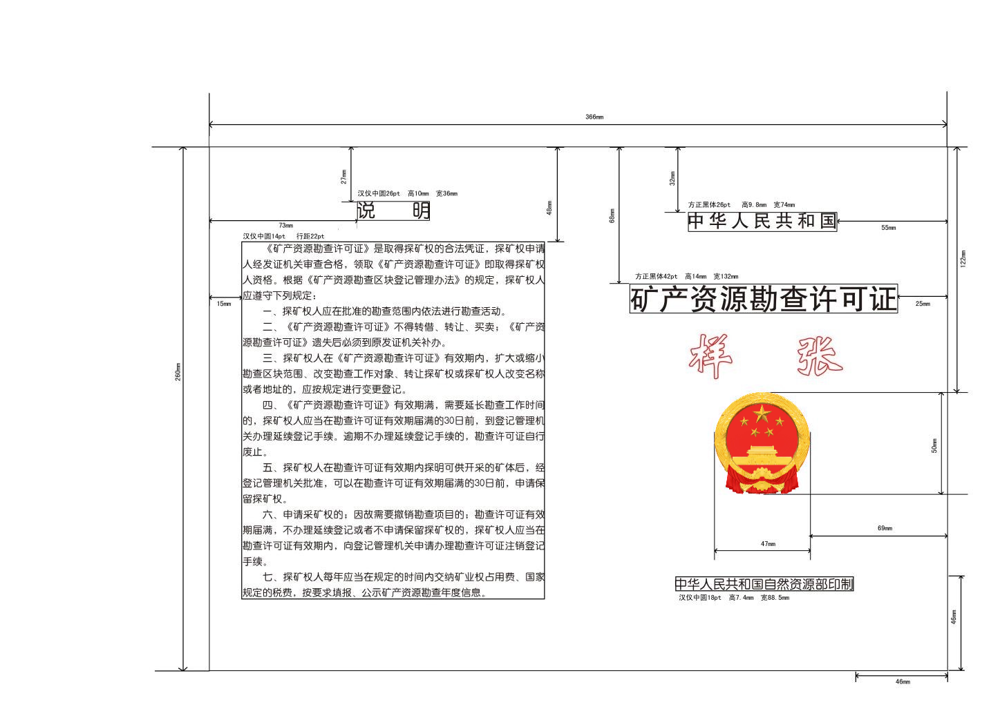 366mm
27mm
48mm
68mm
32mm
122mm
汉仪中圆26pt 高10mm 宽36mm
说 明
73mm
汉仪中圆14pt 行距22pt
《矿产资源勘查许可证》是取得探矿权的合法凭证，探矿权申请
人经发证机关审查合格，领取《矿产资源勘查许可证》即取得探矿权
人资格。根据《矿产资源勘查区块登记管理办法》的规定，探矿权人
应遵守下列规定：
一、探矿权人应在批准的勘查范围内依法进行勘查活动。
二、《矿产资源勘查许可证》不得转借、转让、买卖；《矿产资
源勘查许可证》遗失后必须到原发证机关补办。
三、探矿权人在《矿产资源勘查许可证》有效期内，扩大或缩小
勘查区块范围、改变勘查工作对象、转让探矿权或探矿权人改变名称
或者地址的，应按规定进行变更登记。
四、《矿产资源勘查许可证》有效期满，需要延长勘查工作时间
的，探矿权人应当在勘查许可证有效期届满的30日前，到登记管理机
关办理延续登记手续。逾期不办理延续登记手续的，勘查许可证自行
废止。
五、探矿权人在勘查许可证有效期内探明可供开采的矿体后，经
登记管理机关批准，可以在勘查许可证有效期届满的30日前，申请保
留探矿权。
六、申请采矿权的；因故需要撤销勘查项目的；勘查许可证有效
期届满，不办理延续登记或者不申请保留探矿权的，探矿权人应当在
勘查许可证有效期内，向登记管理机关申请办理勘查许可证注销登记
手续。
七、探矿权人每年应当在规定的时间内交纳矿业权占用费、国家
规定的税费，按要求填报、公示矿产资源勘查年度信息。
15mm
260mm
方正黑体26pt 高9.8mm 宽74mm
中华人民共和国
55mm
方正黑体42pt 高14mm 宽132mm
矿产资源勘查许可证
25mm
样 张
50mm
69mm
47mm
中华人民共和国自然资源部印制
汉仪中圆18pt 高7.4mm 宽88.5mm
46mm
46mm